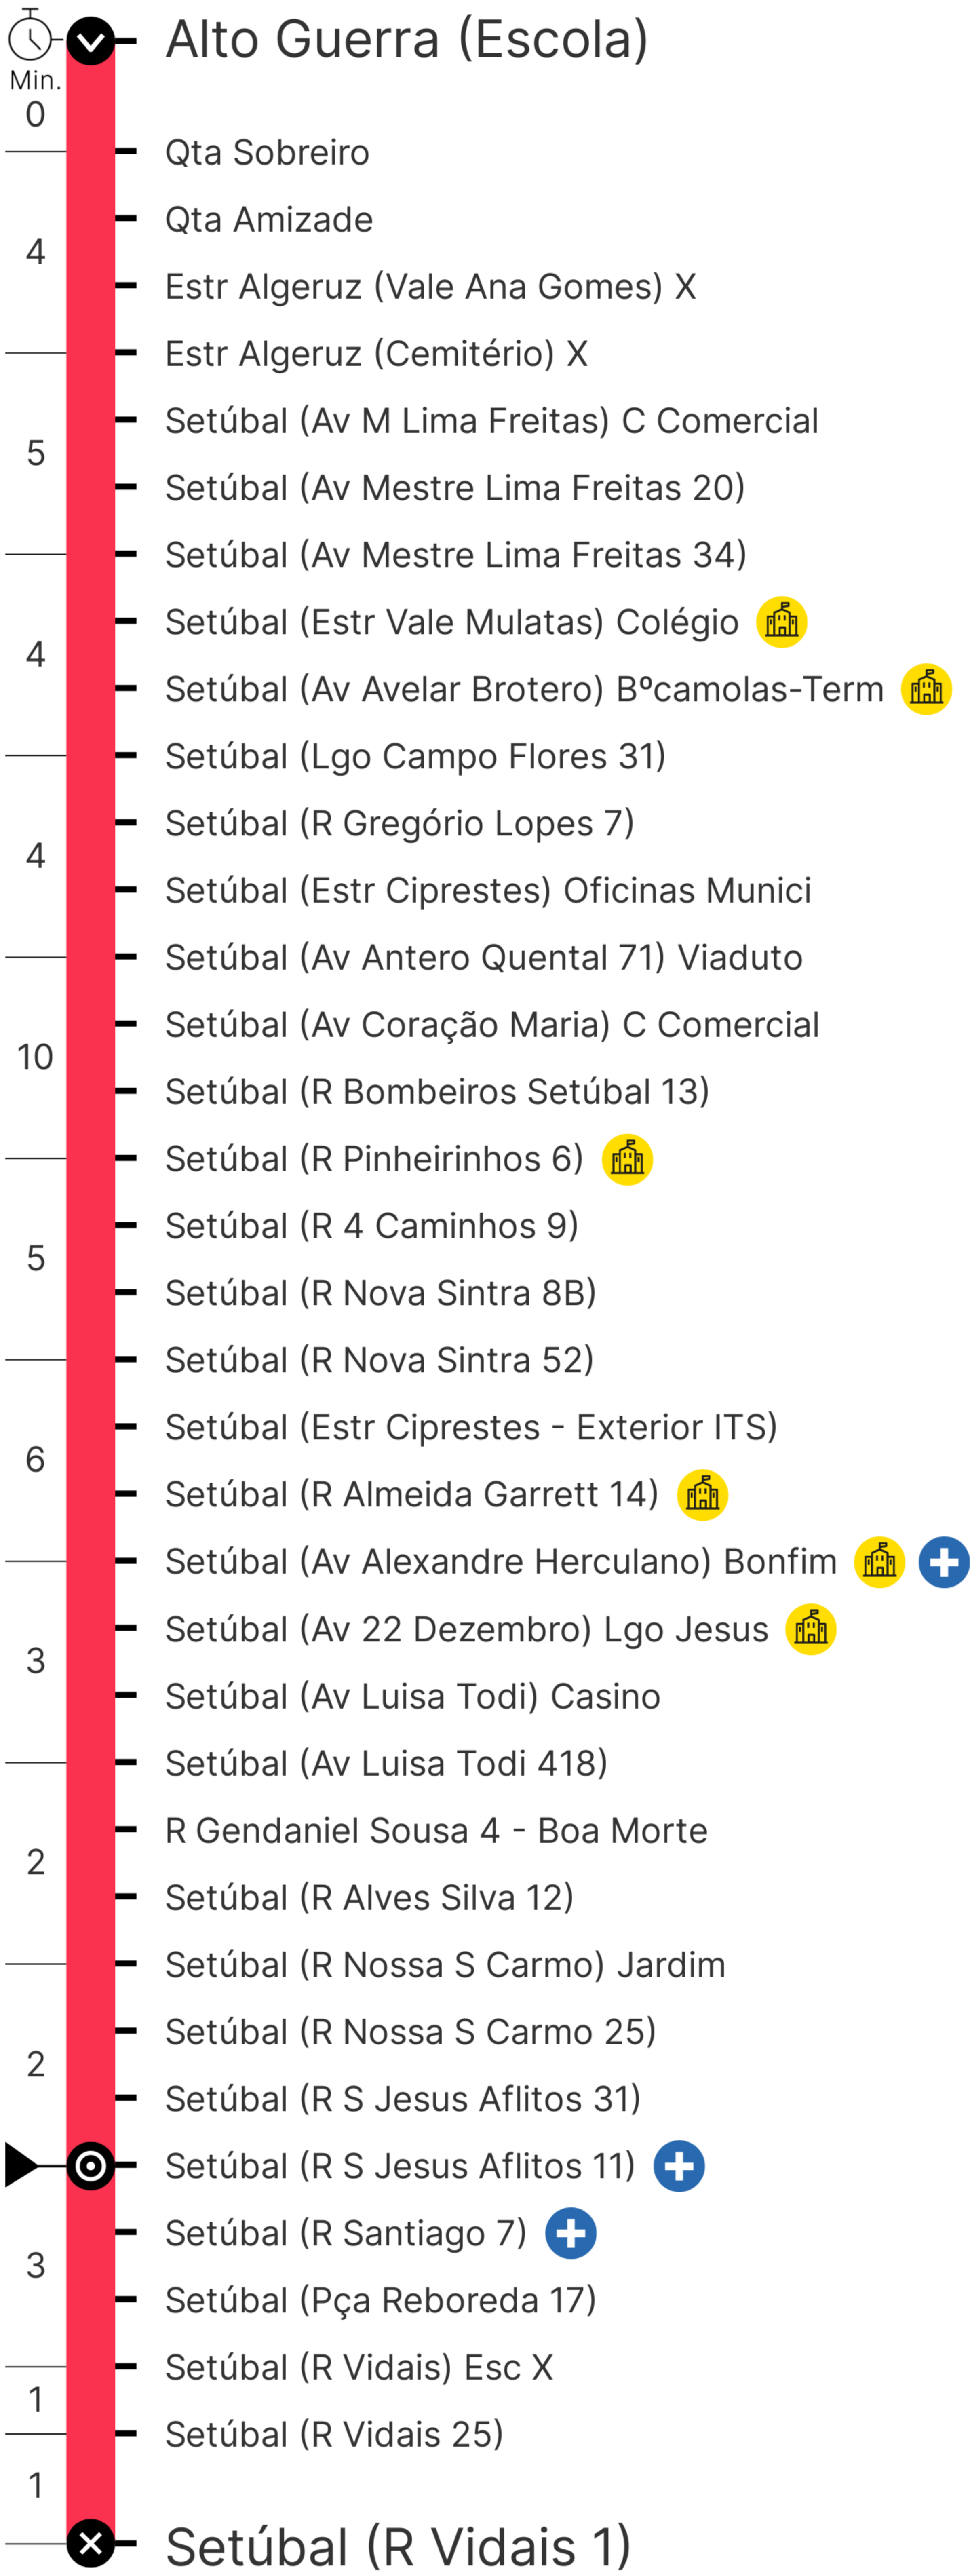 Alto Guerra (Escola)
Min.
0
Qta Sobreiro
Qta Amizade
4
Estr Algeruz (Vale Ana Gomes) X
Estr Algeruz (Cemitério) X
Setúbal (Av M Lima Freitas) C Comercial
5
Setúbal (Av Mestre Lima Freitas 20)
Setúbal (Av Mestre Lima Freitas 34)
Setúbal (Estr Vale Mulatas) Colégio
4
Setúbal (Av Avelar Brotero) Bºcamolas-Term
Setúbal (Lgo Campo Flores 31)
Setúbal (R Gregório Lopes 7)
4
Setúbal (Estr Ciprestes) Oficinas Munici
Setúbal (Av Antero Quental 71) Viaduto
Setúbal (Av Coração Maria) C Comercial
10
Setúbal (R Bombeiros Setúbal 13)
Setúbal (R Pinheirinhos 6)
Setúbal (R 4 Caminhos 9)
5
Setúbal (R Nova Sintra 8B)
Setúbal (R Nova Sintra 52)
Setúbal (Estr Ciprestes - Exterior ITS)
6
Setúbal (R Almeida Garrett 14)
Setúbal (Av Alexandre Herculano) Bonfim
Setúbal (Av 22 Dezembro) Lgo Jesus
3
Setúbal (Av Luisa Todi) Casino
Setúbal (Av Luisa Todi 418)
R Gendaniel Sousa 4 - Boa Morte
2
Setúbal (R Alves Silva 12)
Setúbal (R Nossa S Carmo) Jardim
Setúbal (R Nossa S Carmo 25)
2
Setúbal (R S Jesus Aflitos 31)
Setúbal (R S Jesus Aflitos 11)
Setúbal (R Santiago 7)
3
Setúbal (Pça Reboreda 17)
Setúbal (R Vidais) Esc X
1
Setúbal (R Vidais 25)
1
Setúbal (R Vidais 1)